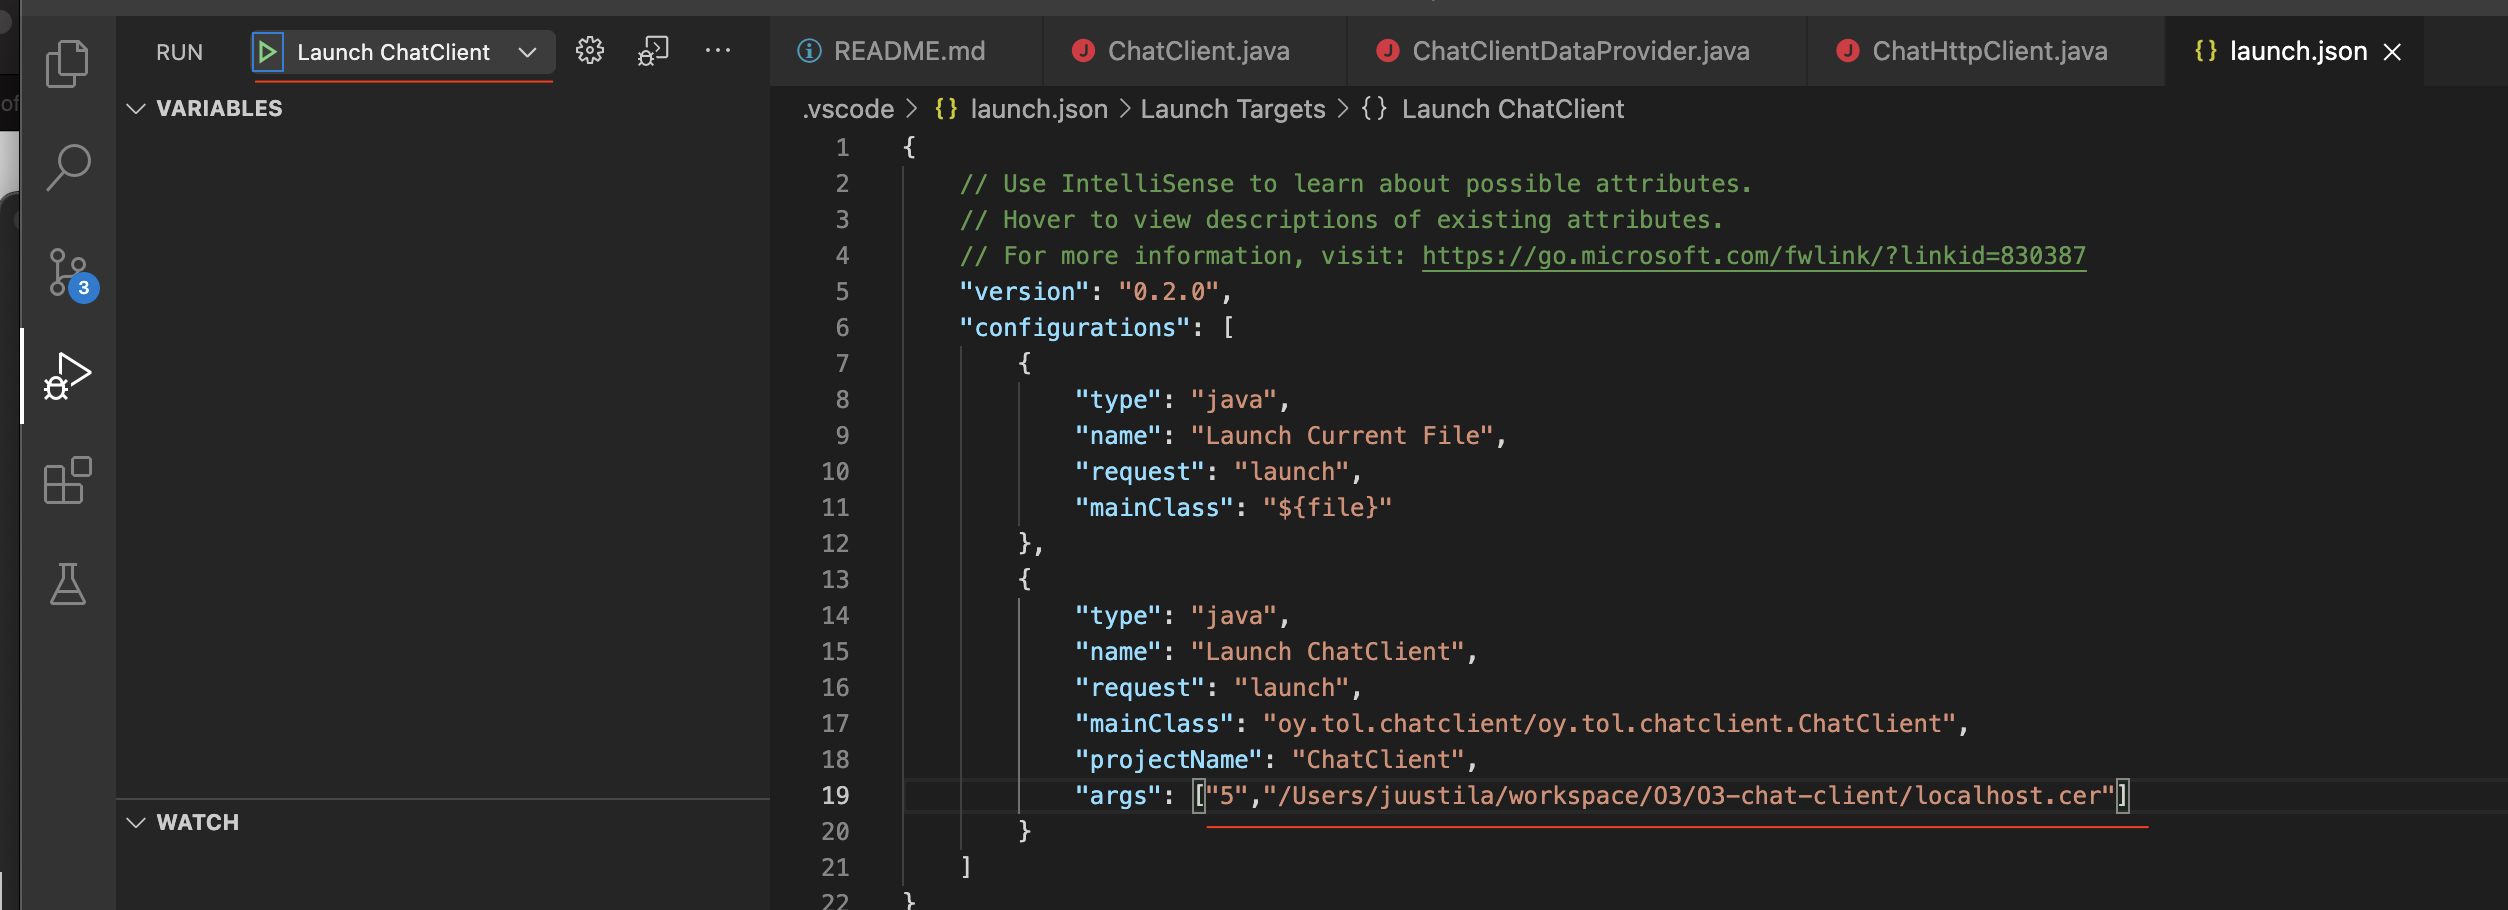 RUN Launch ChatClient ...
README.md ChatClient.java ChatClientDataProvider.java ChatHttpClient.java {} launch.json
of
VARIABLES
.vscode > {} launch.json > Launch Targets > {} Launch ChatClient
1 {
2 // Use IntelliSense to learn about possible attributes.
3 // Hover to view descriptions of existing attributes.
4 // For more information, visit: https://go.microsoft.com/fwlink/?linkid=830387
5 "version": "0.2.0",
6 "configurations": [
7 {
8 "type": "java",
9 "name": "Launch Current File",
10 "request": "launch",
11 "mainClass": "${file}"
12 },
13 {
14 "type": "java",
15 "name": "Launch ChatClient",
16 "request": "launch",
17 "mainClass": "oy.tol.chatclient/oy.tol.chatclient.ChatClient",
18 "projectName": "ChatClient",
19 "args": ["5","/Users/juustila/workspace/O3/O3-chat-client/localhost.cer"]
20 }
21 ]
22 }
3
WATCH